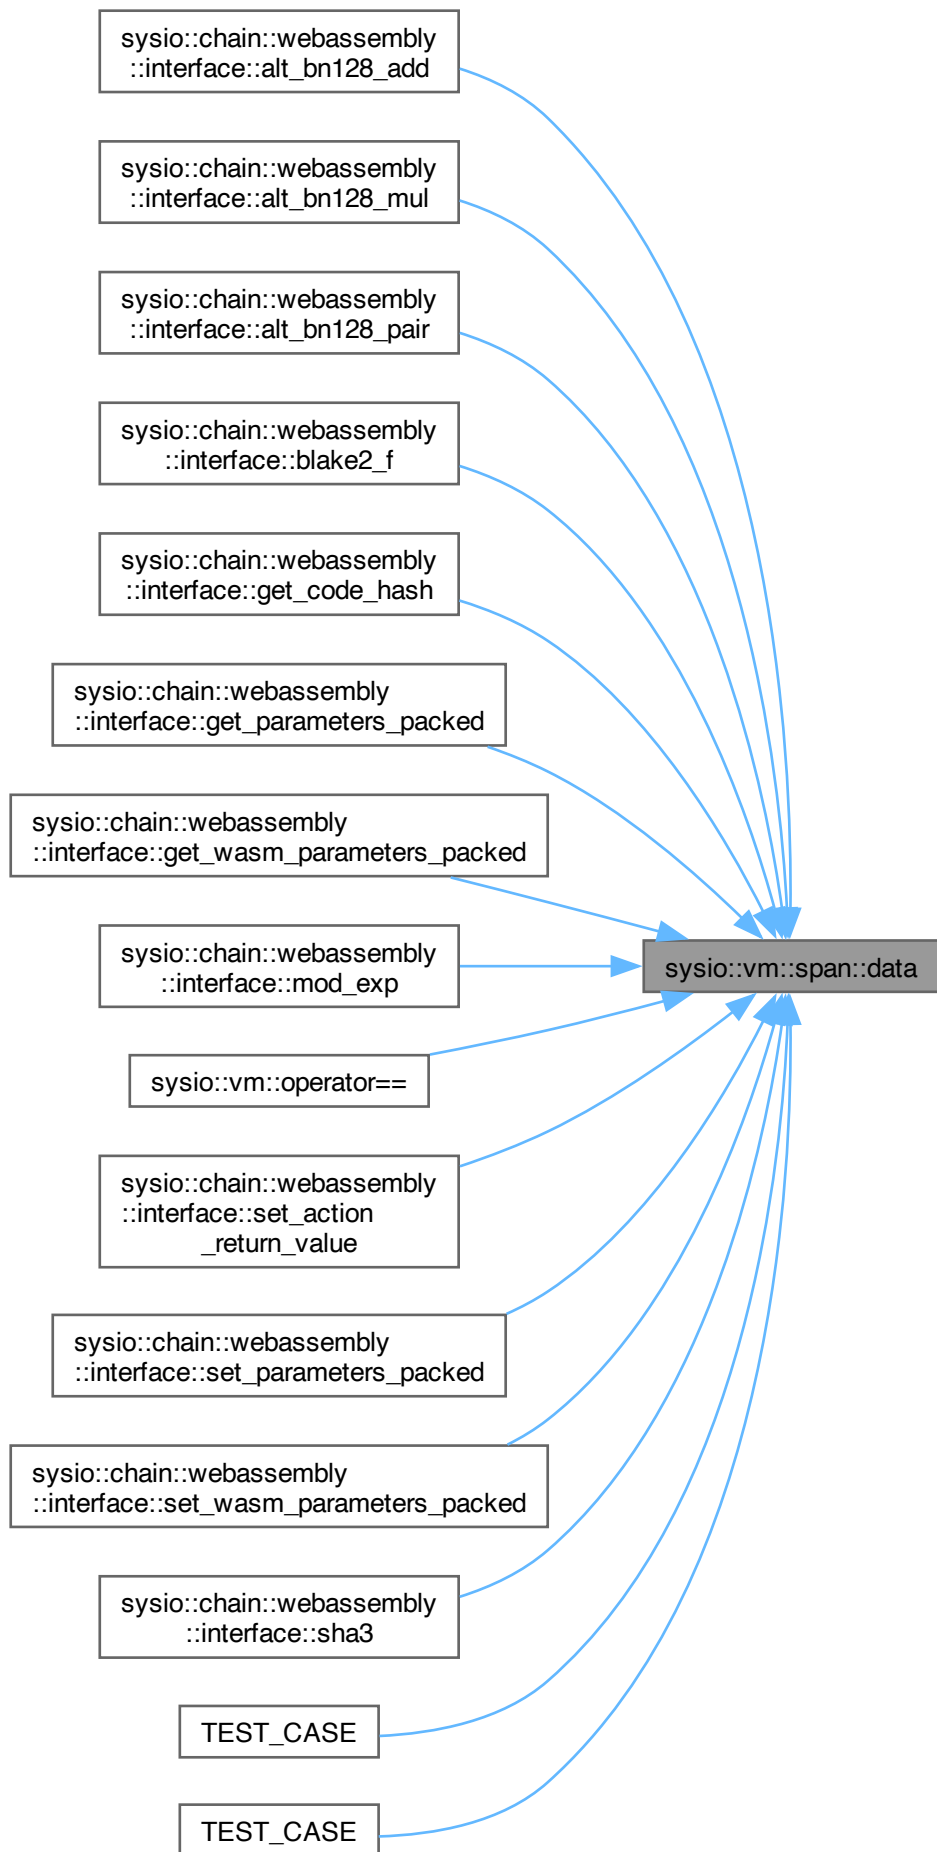 sysio::chain::webassembly
::interface::alt_bn128_add
sysio::chain::webassembly
::interface::alt_bn128_mul
sysio::chain::webassembly
::interface::alt_bn128_pair
sysio::chain::webassembly
::interface::blake2_f
sysio::chain::webassembly
::interface::get_code_hash
sysio::chain::webassembly
::interface::get_parameters_packed
sysio::chain::webassembly
::interface::get_wasm_parameters_packed
sysio::chain::webassembly
::interface::mod_exp
sysio::vm::span::data
sysio::vm::operator==
sysio::chain::webassembly
::interface::set_action
_return_value
sysio::chain::webassembly
::interface::set_parameters_packed
sysio::chain::webassembly
::interface::set_wasm_parameters_packed
sysio::chain::webassembly
::interface::sha3
TEST_CASE
TEST_CASE